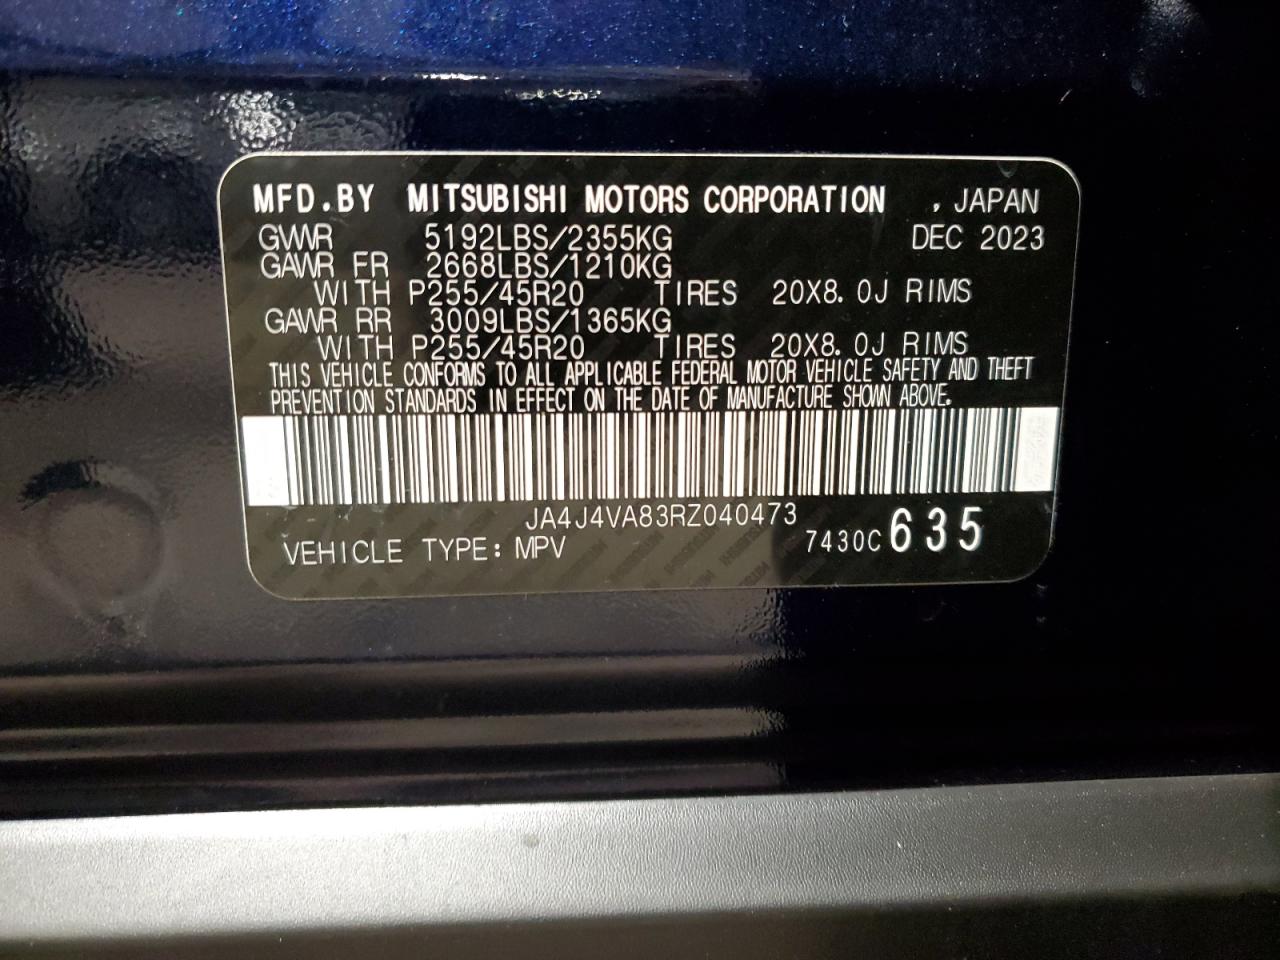 MFD.BY MITSUBISHI MOTORS CORPORATION , JAPAN
GVWR 5192LBS/2355KG DEC 2023
GAWR FR 2668LBS/1210KG
WITH P255/45R20 TIRES 20X8.0J RIMS
GAWR RR 3009LBS/1365KG
WITH P255/45R20 TIRES 20X8.0J RIMS
THIS VEHICLE CONFORMS TO ALL APPLICABLE FEDERAL MOTOR VEHICLE SAFETY AND THEFT
PREVENTION STANDARDS IN EFFECT ON THE DATE OF MANUFACTURE SHOWN ABOVE.
JA4J4VA83RZ040473
VEHICLE TYPE: MPV 7430C 635